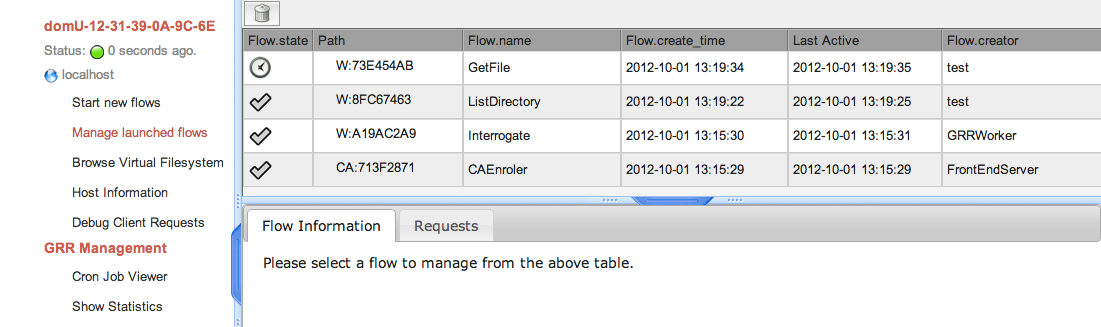 domU-12-31-39-0A-9C-6E
Status: 0 seconds ago.
localhost
Start new flows
Manage launched flows
Browse Virtual Filesystem
Host Information
Debug Client Requests
GRR Management
Cron Job Viewer
Show Statistics
Flow.state Path Flow.name Flow.create_time Last Active Flow.creator
W:73E454AB GetFile 2012-10-01 13:19:34 2012-10-01 13:19:35 test
W:8FC67463 ListDirectory 2012-10-01 13:19:22 2012-10-01 13:19:25 test
W:A19AC2A9 Interrogate 2012-10-01 13:15:30 2012-10-01 13:15:31 GRRWorker
CA:713F2871 CAEnroler 2012-10-01 13:15:29 2012-10-01 13:15:29 FrontEndServer
Flow Information Requests
Please select a flow to manage from the above table.